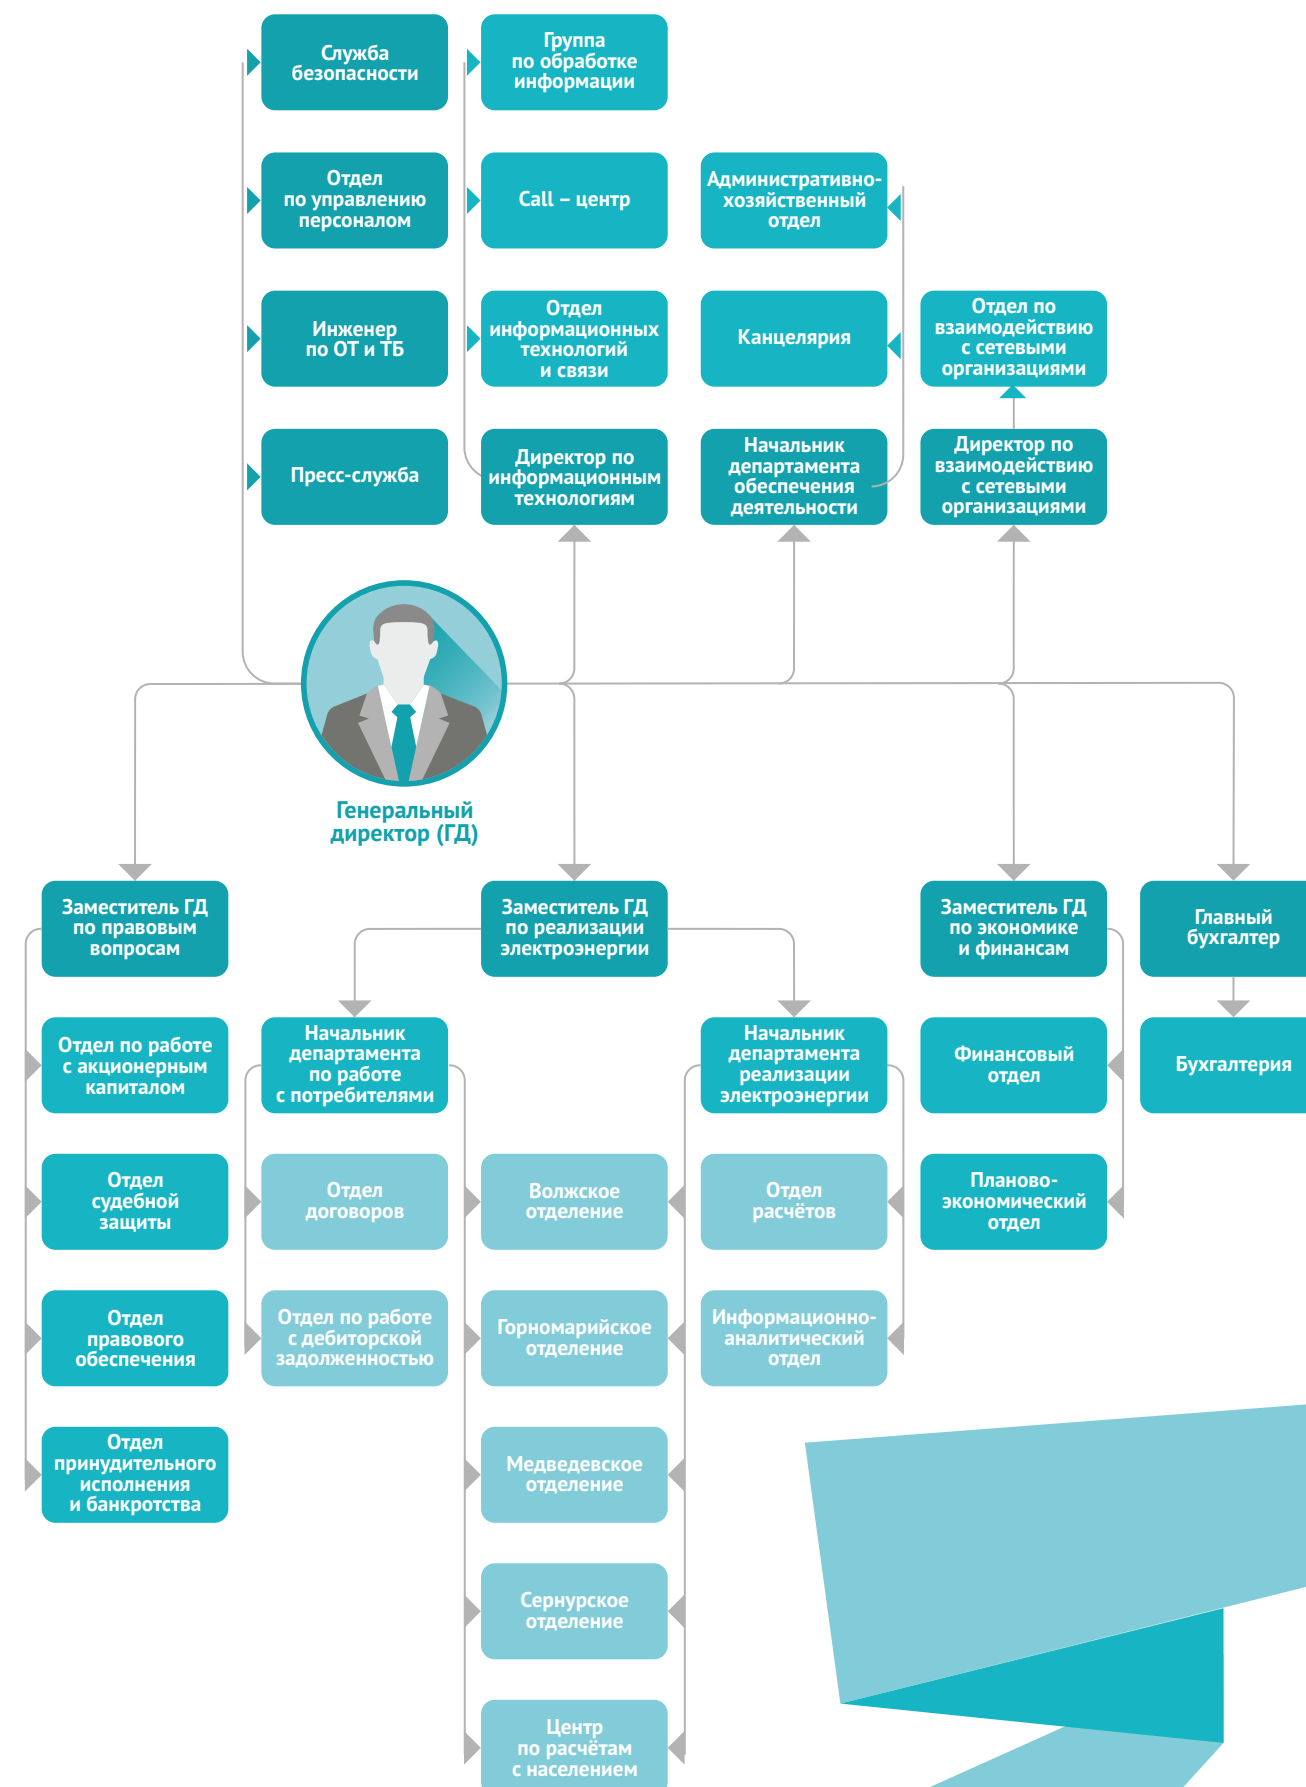 Служба
безопасности
Группа
по обработке
информации
Отдел
по управлению
персоналом
Call – центр
Административно-
хозяйственный
отдел
Инженер
по ОТ и ТБ
Отдел
информационных
технологий
и связи
Канцелярия
Отдел по
взаимодействию
с сетевыми
организациями
Пресс-служба
Директор по
информационным
технологиям
Начальник
департамента
обеспечения
деятельности
Директор по
взаимодействию
с сетевыми
организациями
Генеральный
директор (ГД)
Заместитель ГД
по правовым
вопросам
Заместитель ГД
по реализации
электроэнергии
Заместитель ГД
по экономике
и финансам
Главный
бухгалтер
Отдел по работе
с акционерным
капиталом
Начальник
департамента
по работе
с потребителями
Начальник
департамента
реализации
электроэнергии
Финансовый
отдел
Бухгалтерия
Отдел
судебной
защиты
Отдел
договоров
Волжское
отделение
Отдел
расчётов
Планово-
экономический
отдел
Отдел
правового
обеспечения
Отдел по работе
с дебиторской
задолженностью
Горномарийское
отделение
Информационно-
аналитический
отдел
Отдел
принудительного
исполнения
и банкротства
Медведевское
отделение
Сернурское
отделение
Центр
по расчётам
с населением